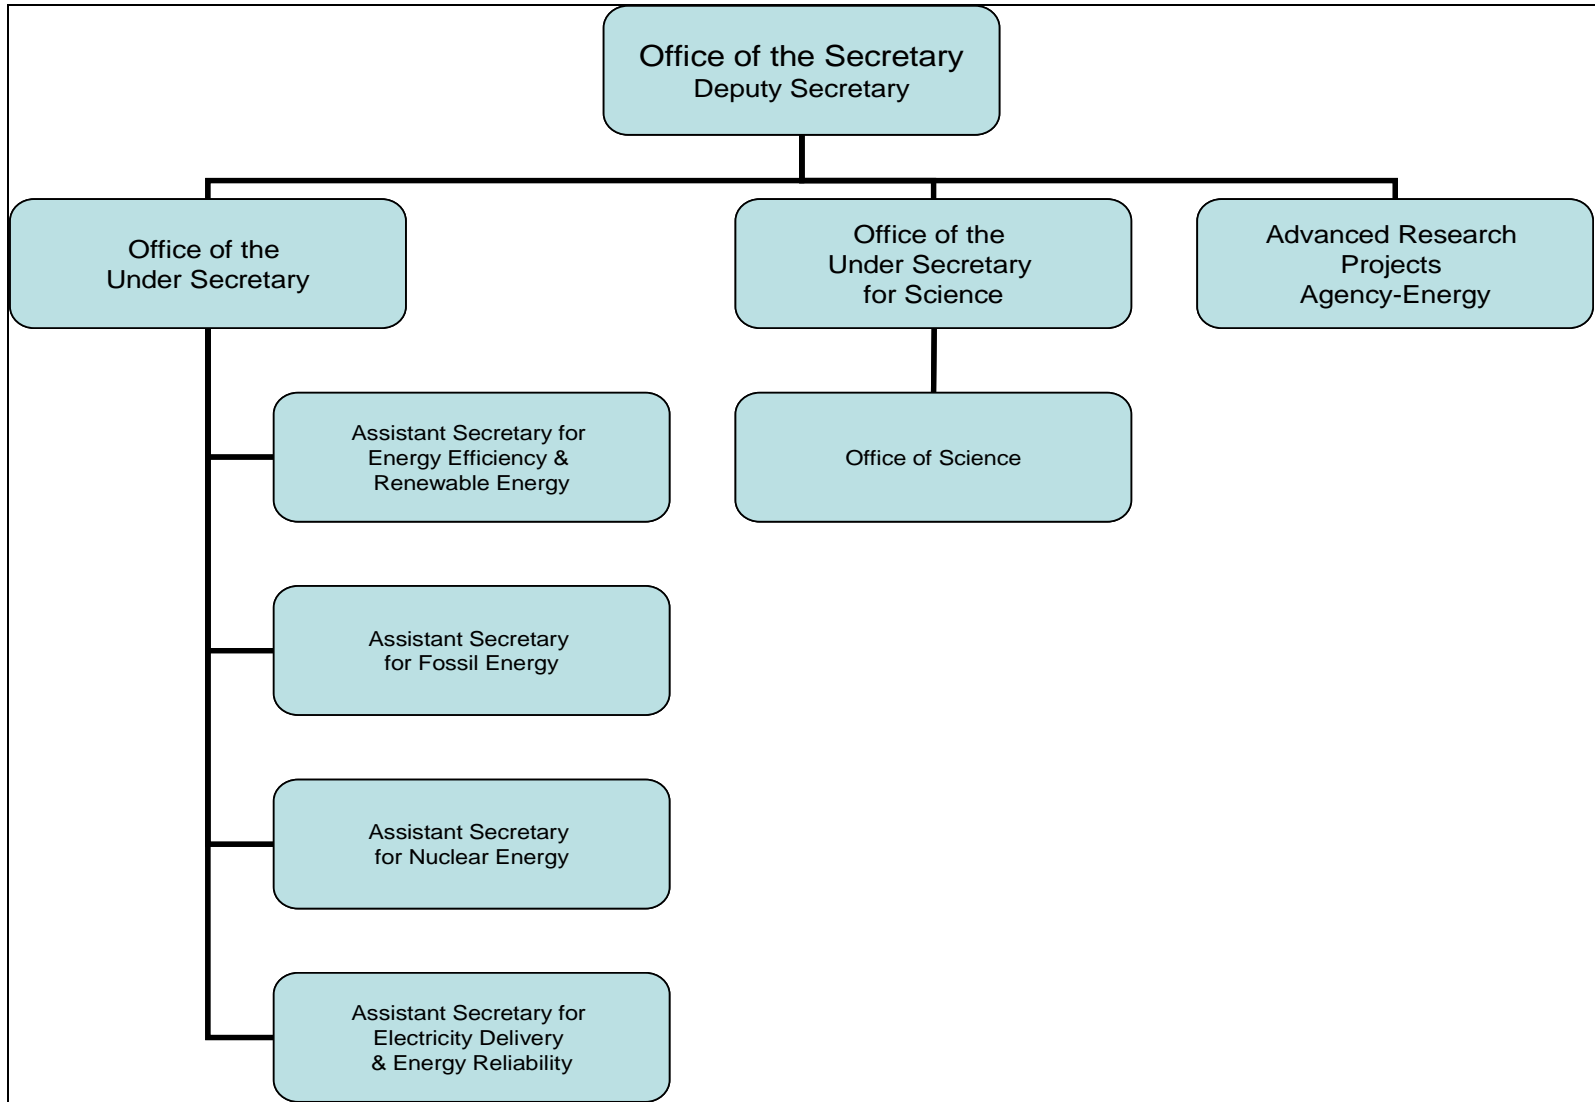 Office of the Secretary
Deputy Secretary
Office of the
Under Secretary
Office of the
Under Secretary
for Science
Advanced Research
Projects
Agency-Energy
Assistant Secretary for
Energy Efficiency &
Renewable Energy
Office of Science
Assistant Secretary
for Fossil Energy
Assistant Secretary
for Nuclear Energy
Assistant Secretary for
Electricity Delivery
& Energy Reliability